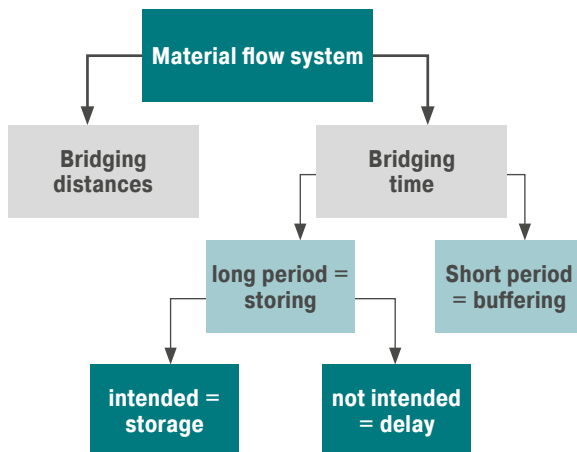 Material flow system
Bridging
distances
Bridging
time
long period =
storing
Short period
= buffering
intended =
storage
not intended
= delay